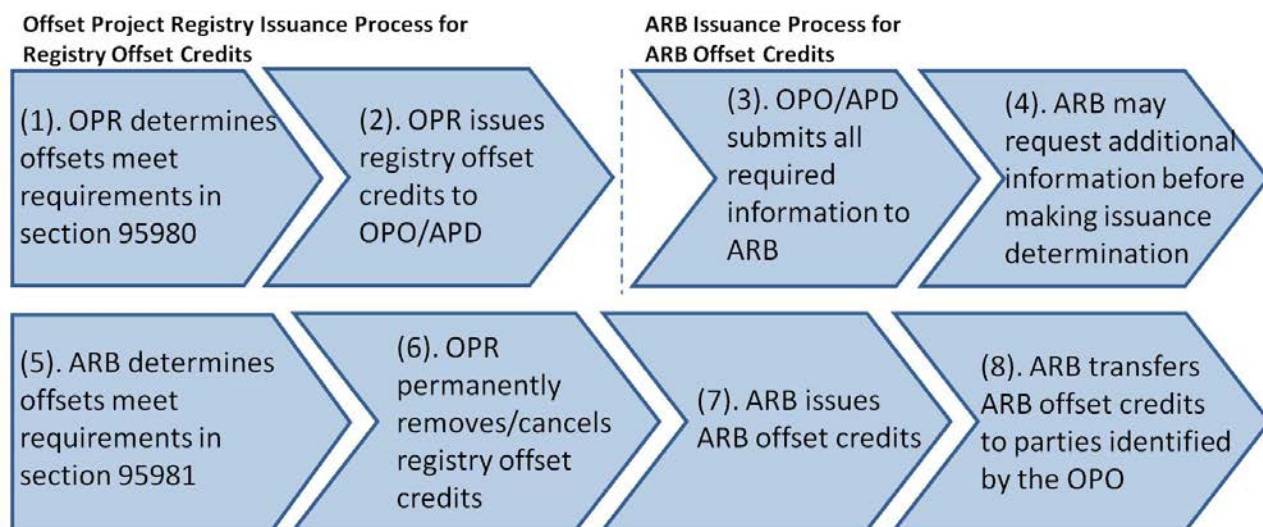 Offset Project Registry Issuance Process for
Registry Offset Credits
ARB Issuance Process for
ARB Offset Credits
(1). OPR determines
offsets meet
requirements in
section 95980
(2). OPR issues
registry offset
credits to
OPO/APD
(3). OPO/APD
submits all
required
information to
ARB
(4). ARB may
request additional
information before
making issuance
determination
(5). ARB determines
offsets meet
requirements in
section 95981
(6). OPR
permanently
removes/cancels
registry offset
credits
(7). ARB issues
ARB offset credits
(8). ARB transfers
ARB offset credits
to parties identified
by the OPO